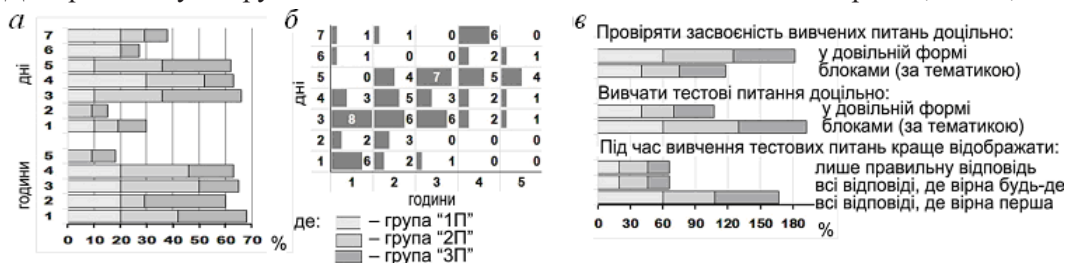 а
дні
7
6
5
4
3
2
1
години
5
4
3
2
1
0 10 20 30 40 50 60 70 %
б
дні
7 1 1 0 6 0
6 1 0 0 2 1
5 0 4 7 5 4
4 3 5 3 2 1
3 8 6 6 2 1
2 2 3 0 0 0
1 6 2 1 0 0
1 2 3 4 5
години
де:
– група “1П”
– група “2П”
– група “3П”
в
Провіряти засвоєність вивчених питань доцільно:
у довільній формі
блоками (за тематикою)
Вивчати тестові питання доцільно:
у довільній формі
блоками (за тематикою)
Під час вивчення тестових питань краще відображати:
лише правильну відповідь
всі відповіді, де вірна будь-де
всі відповіді, де вірна перша
0 30 60 90 120 150 180
%